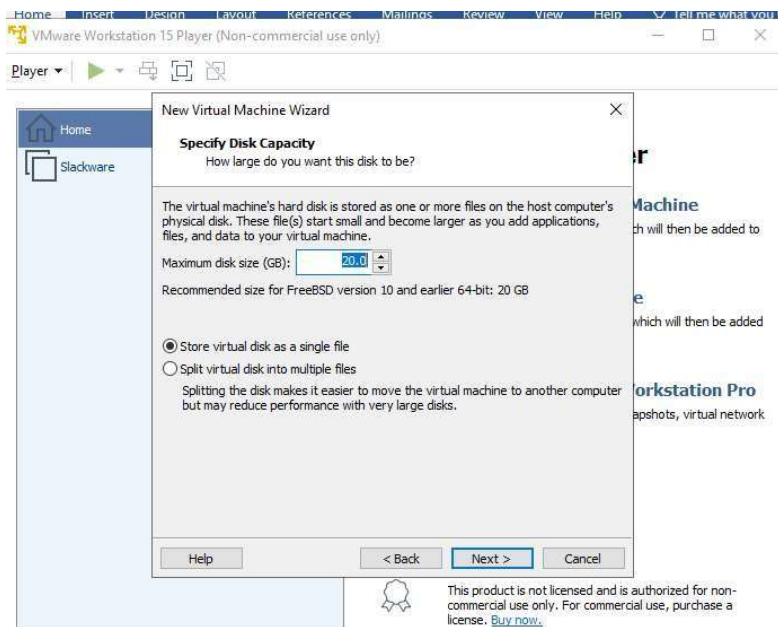 Home Insert Design Layout References Mailings Review View Help Tell me what you
VMware Workstation 15 Player (Non-commercial use only)
Player
Home
Slackware
New Virtual Machine Wizard
Specify Disk Capacity
How large do you want this disk to be?
The virtual machine's hard disk is stored as one or more files on the host computer's
physical disk. These file(s) start small and become larger as you add applications,
files, and data to your virtual machine.
Maximum disk size (GB): 20.0
Recommended size for FreeBSD version 10 and earlier 64-bit: 20 GB
Store virtual disk as a single file
Split virtual disk into multiple files
Splitting the disk makes it easier to move the virtual machine to another computer
but may reduce performance with very large disks.
Help < Back Next > Cancel
r
Machine
ch will then be added to
e
which will then be added
orkstation Pro
apshots, virtual network
This product is not licensed and is authorized for non-
commercial use only. For commercial use, purchase a
license. Buy now.